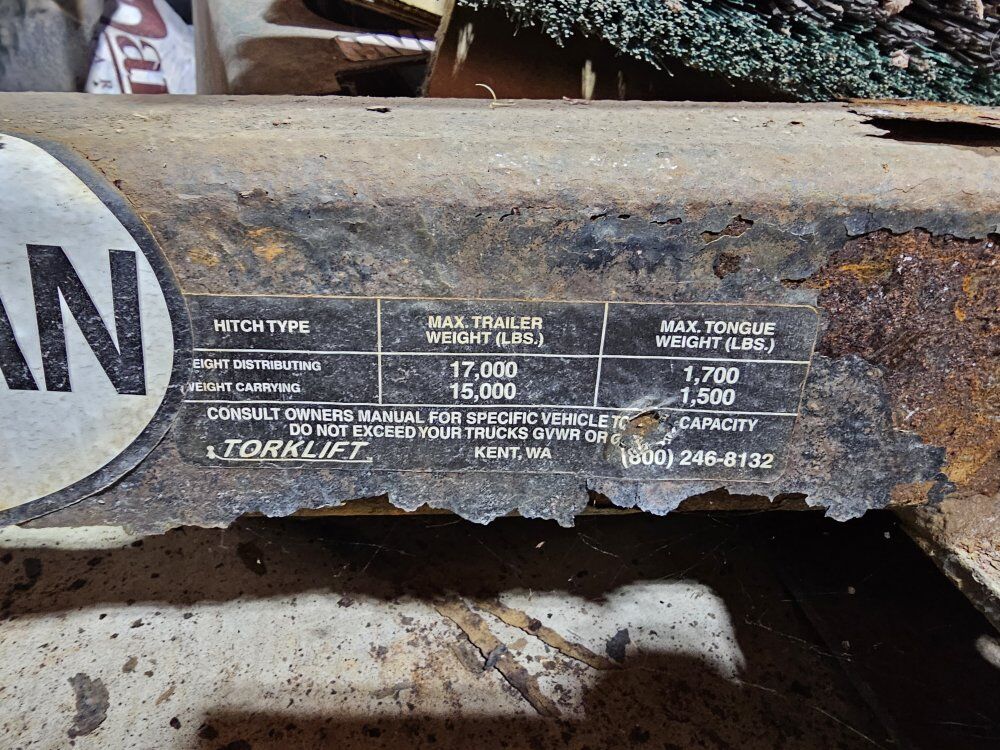 AN
HITCH TYPE MAX. TRAILER WEIGHT (LBS.) MAX. TONGUE WEIGHT (LBS.)
EIGHT DISTRIBUTING 17,000 1,700
WEIGHT CARRYING 15,000 1,500
CONSULT OWNERS MANUAL FOR SPECIFIC VEHICLE CAPACITY
DO NOT EXCEED YOUR TRUCKS GVWR OR
TORKLIFT KENT, WA (800) 246-8132